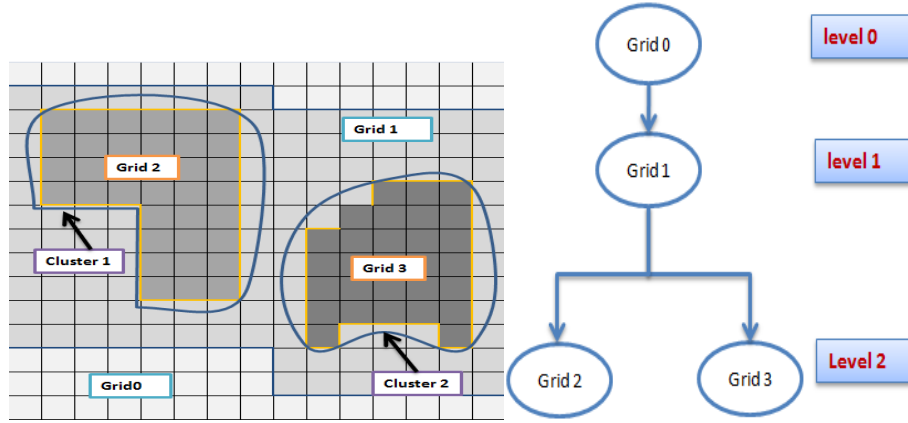 Grid 1
Grid 2
Cluster 1
Grid 3
Grid0
Cluster 2
Grid 0
level 0
Grid 1
level 1
Grid 2
Grid 3
Level 2